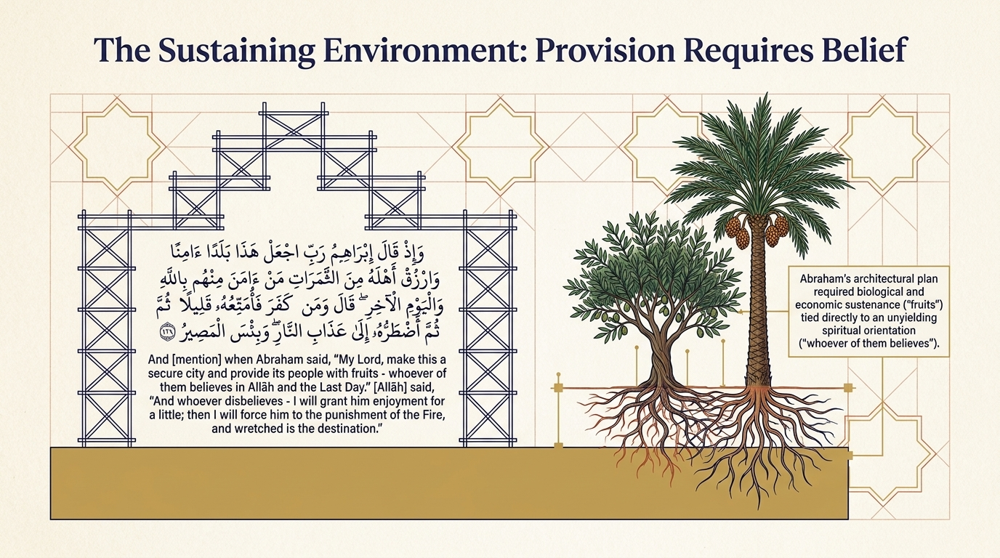 The Sustaining Environment: Provision Requires Belief
وَإِذْ قَالَ إِبْرَاهِيمُ رَبِّ اجْعَلْ هَذَا بَلَدًا ءَامِنًا
وَارْزُقْ أَهْلَهُ مِنَ الثَّمَرَاتِ مَنْ ءَامَنَ مِنْهُم بِاللَّهِ
وَالْيَوْمِ الْآخِرِ ۖ قَالَ وَمَن كَفَرَ فَأُمَتِّعُهُۥ قَلِيلًا ثُمَّ
ثُمَّ أَضْطَرُّهُۥ إِلَىٰ عَذَابِ النَّارِ ۖ وَبِئْسَ الْمَصِيرُ ١٢٦
And [mention] when Abraham said, “My Lord, make this a
secure city and provide its people with fruits - whoever of
them believes in Allāh and the Last Day.” [Allāh] said,
“And whoever disbelieves - I will grant him enjoyment for
a little; then I will force him to the punishment of the Fire,
and wretched is the destination.”
Abraham’s architectural plan
required biological and
economic sustenance (“fruits”)
tied directly to an unyielding
spiritual orientation
(“whoever of them believes”).